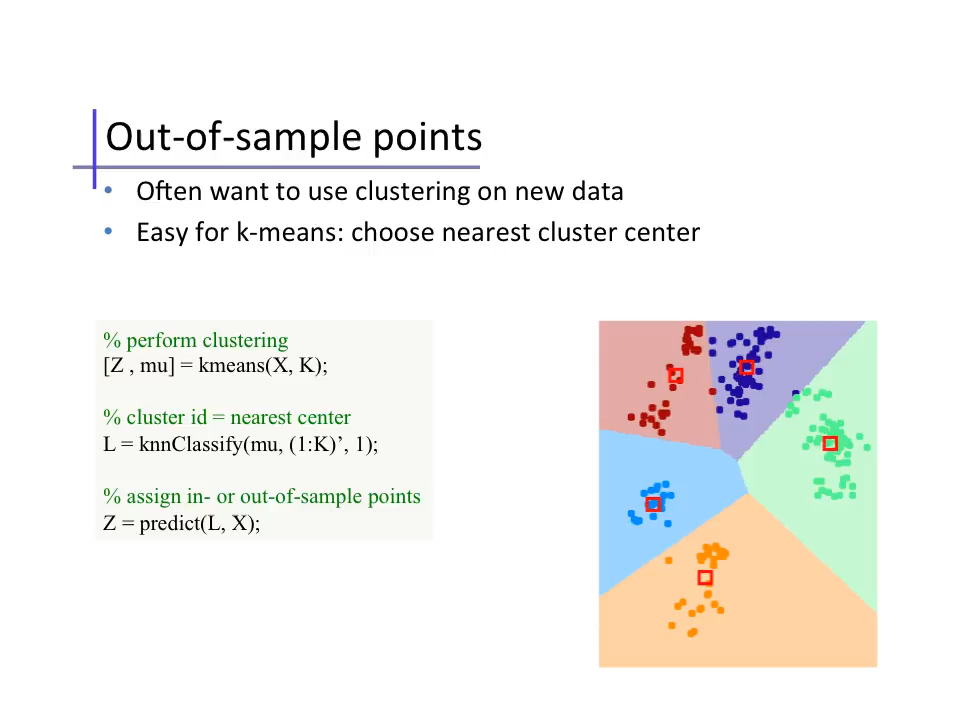 Out-of-sample points
• Often want to use clustering on new data
• Easy for k-means: choose nearest cluster center
% perform clustering
[Z , mu] = kmeans(X, K);
% cluster id = nearest center
L = knnClassify(mu, (1:K)’, 1);
% assign in- or out-of-sample points
Z = predict(L, X);